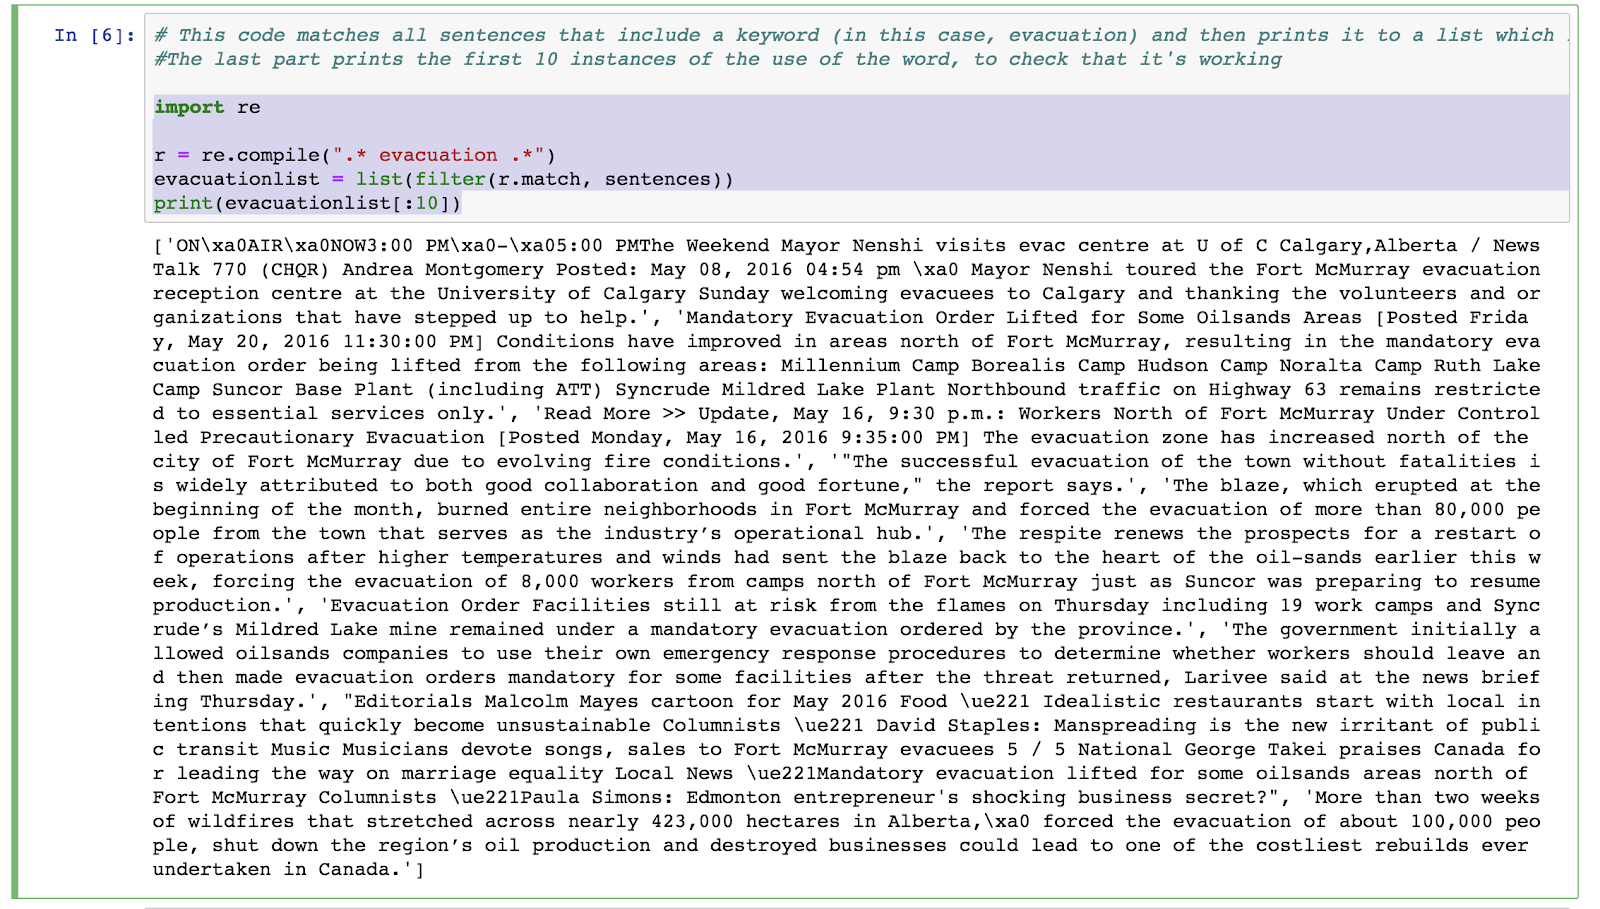 In [6]:
# This code matches all sentences that include a keyword (in this case, evacuation) and then prints it to a list which
#The last part prints the first 10 instances of the use of the word, to check that it's working
import re
r = re.compile(".* evacuation .*")
evacuationlist = list(filter(r.match, sentences))
print(evacuationlist[:10])
['ON\xa0AIR\xa0NOW3:00 PM\xa0-\xa05:00 PMThe Weekend Mayor Nenshi visits evac centre at U of C Calgary,Alberta / News
Talk 770 (CHQR) Andrea Montgomery Posted: May 08, 2016 04:54 pm \xa0 Mayor Nenshi toured the Fort McMurray evacuation
reception centre at the University of Calgary Sunday welcoming evacuees to Calgary and thanking the volunteers and or
ganizations that have stepped up to help.', 'Mandatory Evacuation Order Lifted for Some Oilsands Areas [Posted Frida
y, May 20, 2016 11:30:00 PM] Conditions have improved in areas north of Fort McMurray, resulting in the mandatory eva
cuation order being lifted from the following areas: Millennium Camp Borealis Camp Hudson Camp Noralta Camp Ruth Lake
Camp Suncor Base Plant (including ATT) Syncrude Mildred Lake Plant Northbound traffic on Highway 63 remains restricte
d to essential services only.', 'Read More >> Update, May 16, 9:30 p.m.: Workers North of Fort McMurray Under Control
led Precautionary Evacuation [Posted Monday, May 16, 2016 9:35:00 PM] The evacuation zone has increased north of the
city of Fort McMurray due to evolving fire conditions.', '"The successful evacuation of the town without fatalities i
s widely attributed to both good collaboration and good fortune," the report says.', 'The blaze, which erupted at the
beginning of the month, burned entire neighborhoods in Fort McMurray and forced the evacuation of more than 80,000 pe
ople from the town that serves as the industry’s operational hub.', 'The respite renews the prospects for a restart o
f operations after higher temperatures and winds had sent the blaze back to the heart of the oil-sands earlier this w
eek, forcing the evacuation of 8,000 workers from camps north of Fort McMurray just as Suncor was preparing to resume
production.', 'Evacuation Order Facilities still at risk from the flames on Thursday including 19 work camps and Sync
rude’s Mildred Lake mine remained under a mandatory evacuation ordered by the province.', 'The government initially a
llowed oilsands companies to use their own emergency response procedures to determine whether workers should leave an
d then made evacuation orders mandatory for some facilities after the threat returned, Larivee said at the news brief
ing Thursday.', "Editorials Malcolm Mayes cartoon for May 2016 Food \ue221 Idealistic restaurants start with local in
tentions that quickly become unsustainable Columnists \ue221 David Staples: Manspreading is the new irritant of publi
c transit Music Musicians devote songs, sales to Fort McMurray evacuees 5 / 5 National George Takei praises Canada fo
r leading the way on marriage equality Local News \ue221Mandatory evacuation lifted for some oilsands areas north of
Fort McMurray Columnists \ue221Paula Simons: Edmonton entrepreneur's shocking business secret?", 'More than two weeks
of wildfires that stretched across nearly 423,000 hectares in Alberta,\xa0 forced the evacuation of about 100,000 peo
ple, shut down the region’s oil production and destroyed businesses could lead to one of the costliest rebuilds ever
undertaken in Canada.']